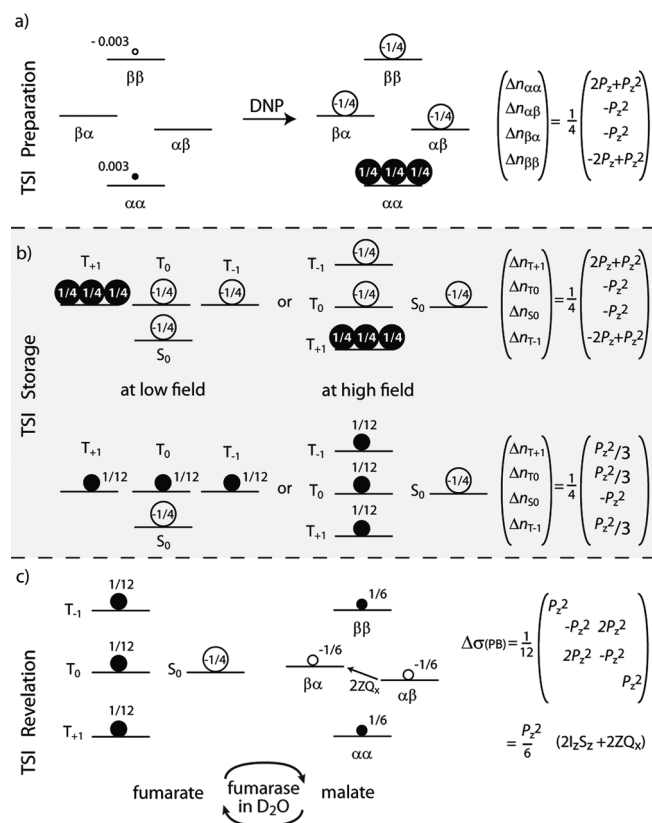 a)
TSI Preparation
- 0.003
ββ
βα
αβ
0.003
αα
DNP
-1/4
ββ
-1/4
βα
-1/4
αβ
1/4 1/4 1/4
αα
Δnαα
Δnαβ
Δnβα
Δnββ
= 1/4
2Pz+Pz²
-Pz²
-Pz²
-2Pz+Pz²
b)
TSI Storage
T+1 T0 T-1
1/4 1/4 1/4 -1/4 -1/4
-1/4
S0
at low field
or
T-1 -1/4
T0 -1/4 S0 -1/4
T+1 1/4 1/4 1/4
at high field
ΔnT+1
ΔnT0
ΔnS0
ΔnT-1
= 1/4
2Pz+Pz²
-Pz²
-Pz²
-2Pz+Pz²
T+1 T0 T-1
1/12 1/12 1/12
-1/4
S0
or
1/12
T-1
1/12
T0 S0 -1/4
1/12
T+1
ΔnT+1
ΔnT0
ΔnS0
ΔnT-1
= 1/4
Pz²/3
Pz²/3
-Pz²
Pz²/3
c)
TSI Revelation
1/12
T-1
1/12
T0 S0 -1/4
1/12
T+1
1/6
ββ
-1/6
βα
2ZQx
-1/6
αβ
1/6
αα
Δσ(PB)= 1/12
Pz²
-Pz² 2Pz²
2Pz² -Pz²
Pz²
= Pz²/6 (2IzSz +2ZQx)
fumarate
fumarase
in D2O
malate